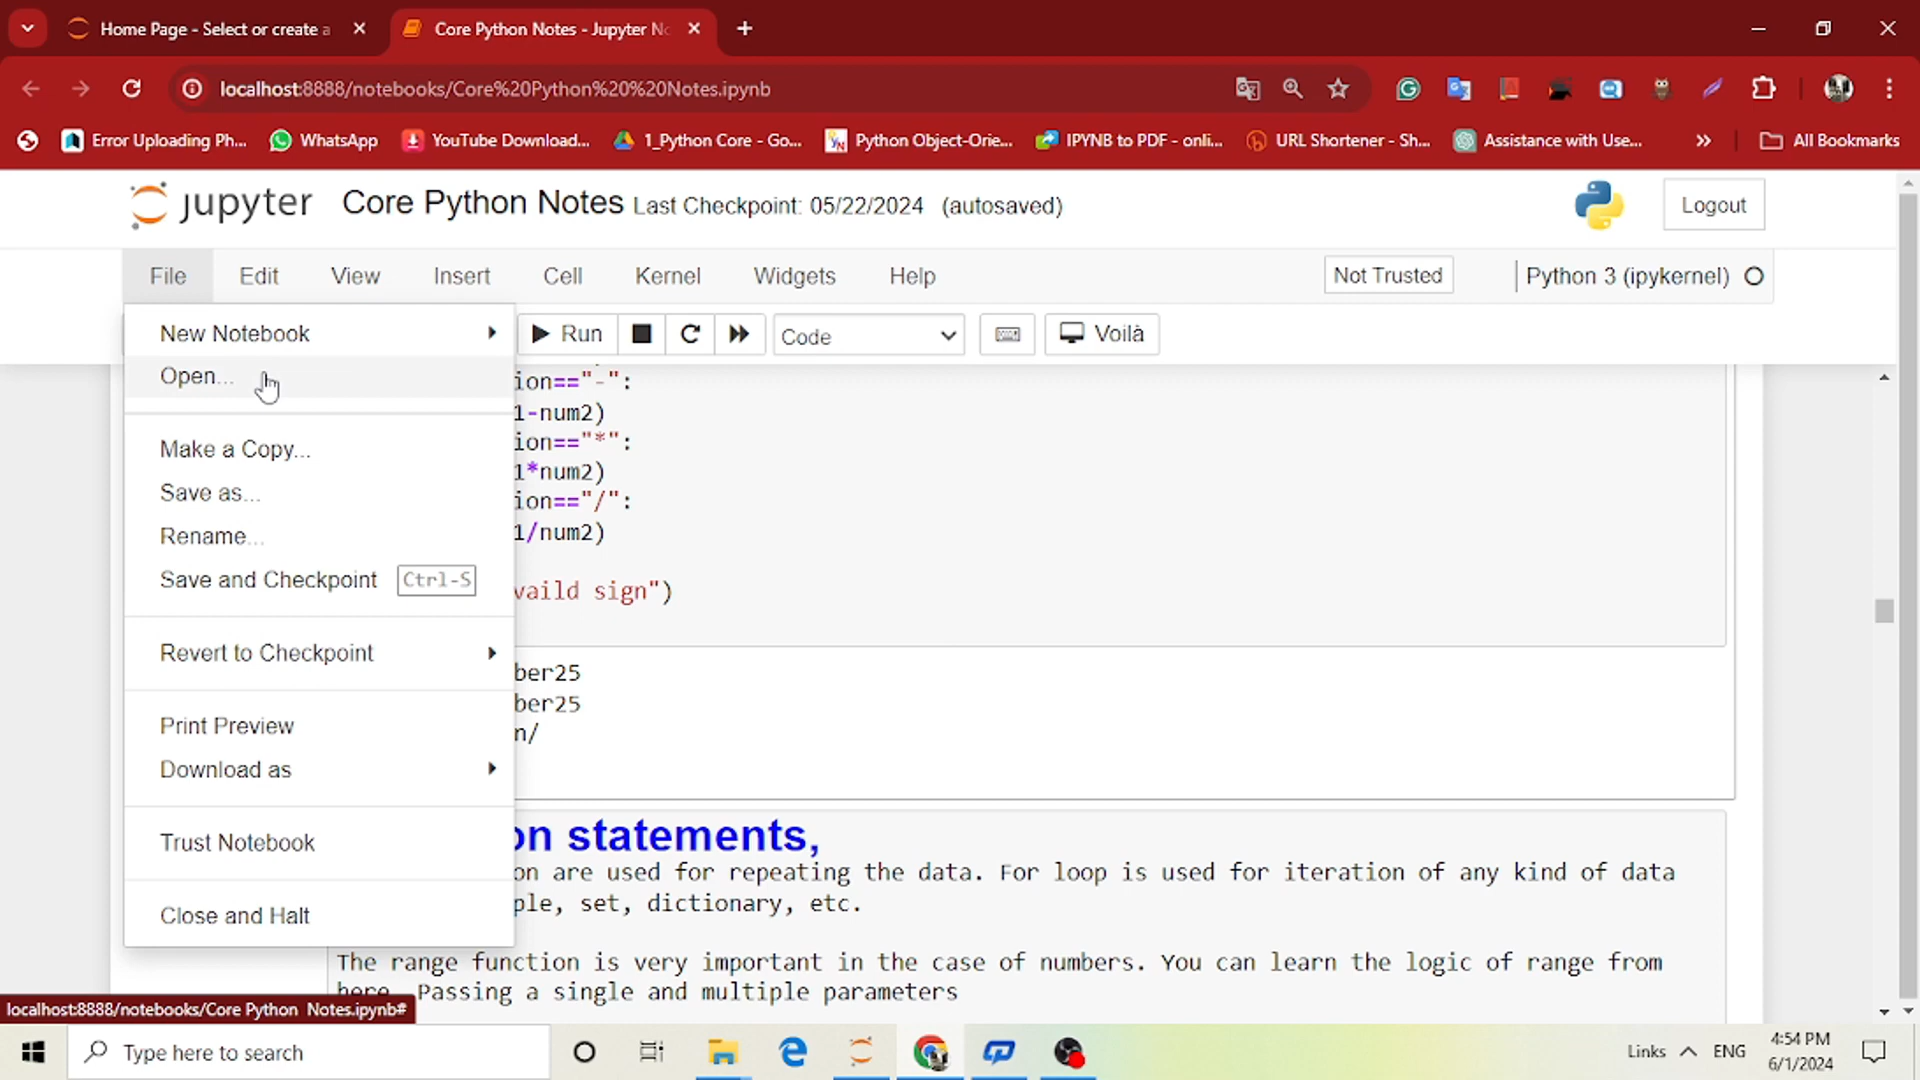 Home Page - Select or create a
Core Python Notes - Jupyter No
localhost:8888/notebooks/Core%20Python%20%20Notes.ipynb
Error Uploading Ph...
WhatsApp
YouTube Download...
1_Python Core - Go...
Python Object-Orie...
IPYNB to PDF - onli...
URL Shortener - Sh...
Assistance with Use...
»
All Bookmarks
jupyter
Core Python Notes
Last Checkpoint: 05/22/2024 (autosaved)
Logout
File
Edit
View
Insert
Cell
Kernel
Widgets
Help
Not Trusted
Python 3 (ipykernel)
New Notebook
Open...
Make a Copy...
Save as...
Rename...
Save and Checkpoint Ctrl-S
Revert to Checkpoint
Print Preview
Download as
Trust Notebook
Close and Halt
Run
Code
Voilà
ion=="-":
1-num2)
ion=="*":
1*num2)
ion=="/":
1/num2)
vaild sign")
ber25
ber25
n/
on statements,
on are used for repeating the data. For loop is used for iteration of any kind of data
ple, set, dictionary, etc.
The range function is very important in the case of numbers. You can learn the logic of range from
here. Passing a single and multiple parameters
localhost:8888/notebooks/Core Python Notes.ipynb#
Type here to search
Links
ENG
4:54 PM
6/1/2024